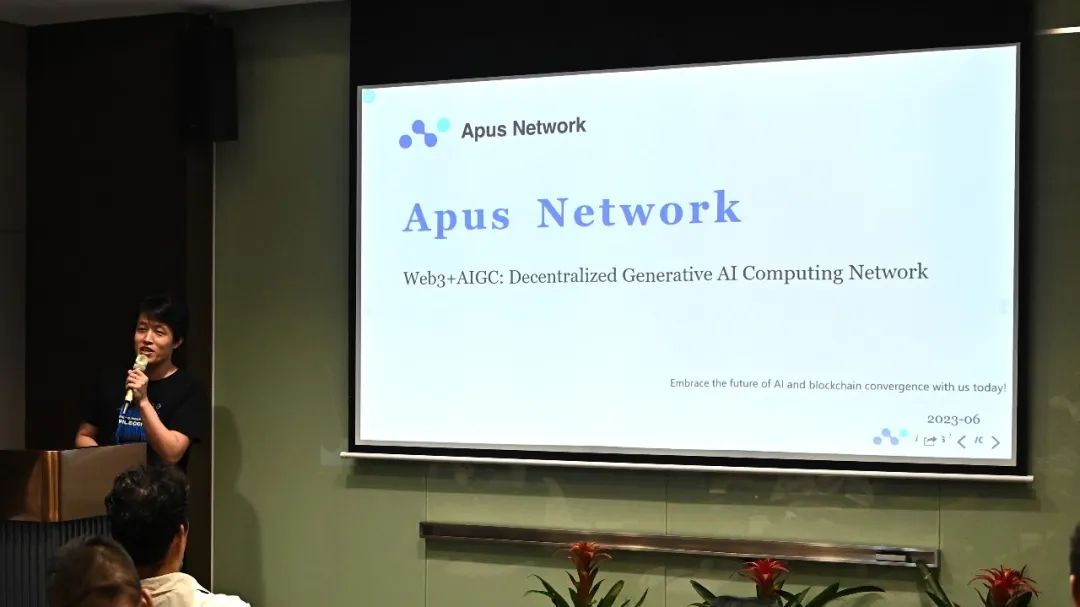 Apus Network
Apus Network
Web3+AIGC: Decentralized Generative AI Computing Network
Embrace the future of AI and blockchain convergence with us today!
2023-06